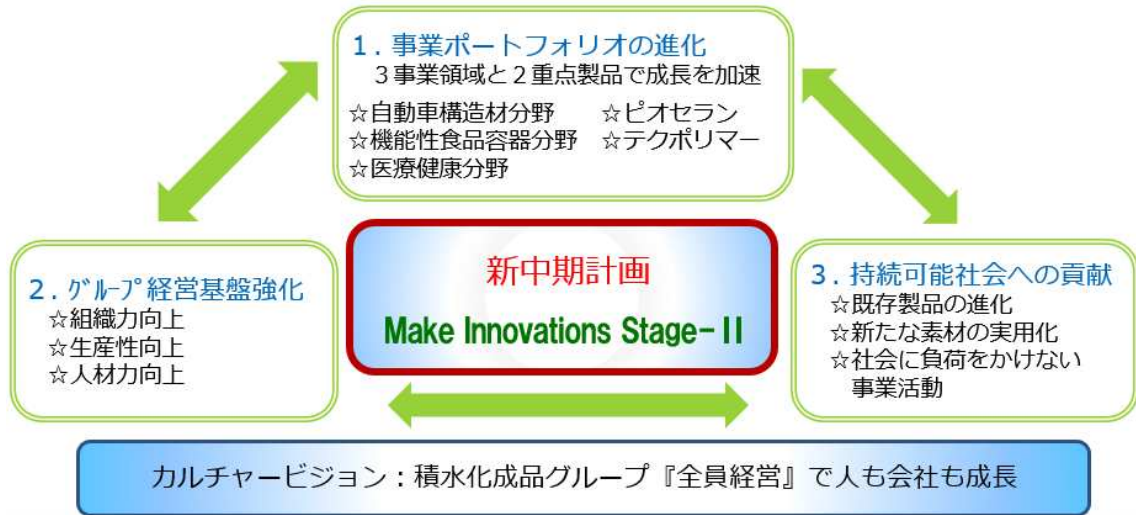 １．事業ポートフォリオの進化
３事業領域と２重点製品で成長を加速
☆自動車構造材分野　☆ピオセラン
☆機能性食品容器分野　☆テクポリマー
☆医療健康分野
２．ｸﾞﾙｰﾌﾟ経営基盤強化
☆組織力向上
☆生産性向上
☆人材力向上
新中期計画
Make Innovations Stage-II
３．持続可能社会への貢献
☆既存製品の進化
☆新たな素材の実用化
☆社会に負荷をかけない
事業活動
カルチャービジョン：積水化成品グループ『全員経営』で人も会社も成長